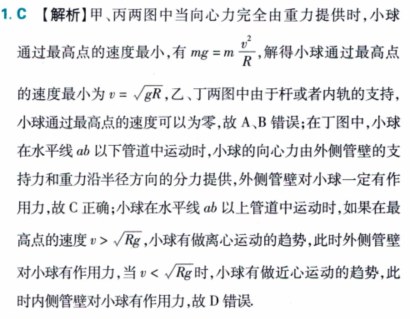 1. C 【解析】甲、丙两图中当向心力完全由重力提供时,小球
通过最高点的速度最小,有 mg = m v²/R,解得小球通过最高点
的速度最小为 v = √gR,乙、丁两图中由于杆或者内轨的支持,
小球通过最高点的速度可以为零,故 A、B 错误;在丁图中,小球
在水平线 ab 以下管道中运动时,小球的向心力由外侧管壁的支
持力和重力沿半径方向的分力提供,外侧管壁对小球一定有作
用力,故 C 正确;小球在水平线 ab 以上管道中运动时,如果在最
高点的速度 v > √Rg,小球有做离心运动的趋势,此时外侧管壁
对小球有作用力,当 v < √Rg 时,小球有做近心运动的趋势,此
时内侧管壁对小球有作用力,故 D 错误.